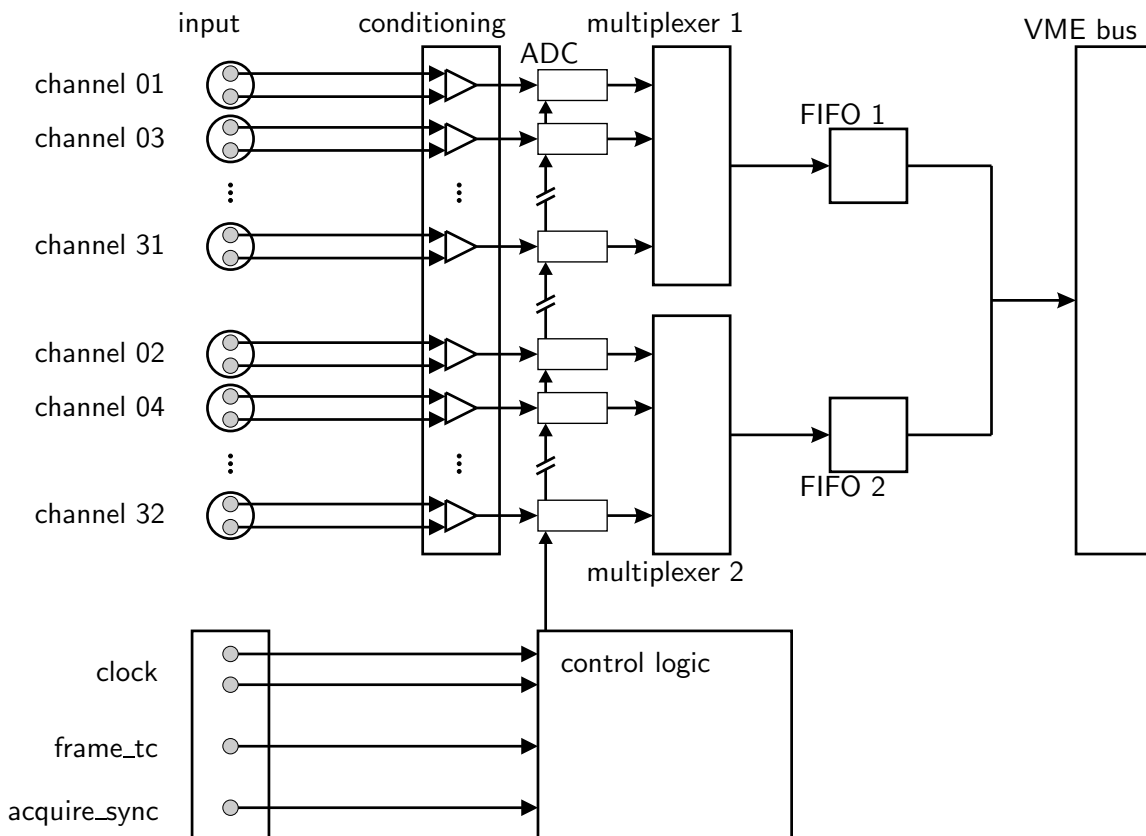 input
conditioning
ADC
multiplexer 1
VME bus
channel 01
channel 03
channel 31
channel 02
channel 04
channel 32
FIFO 1
FIFO 2
multiplexer 2
control logic
clock
frame_tc
acquire_sync